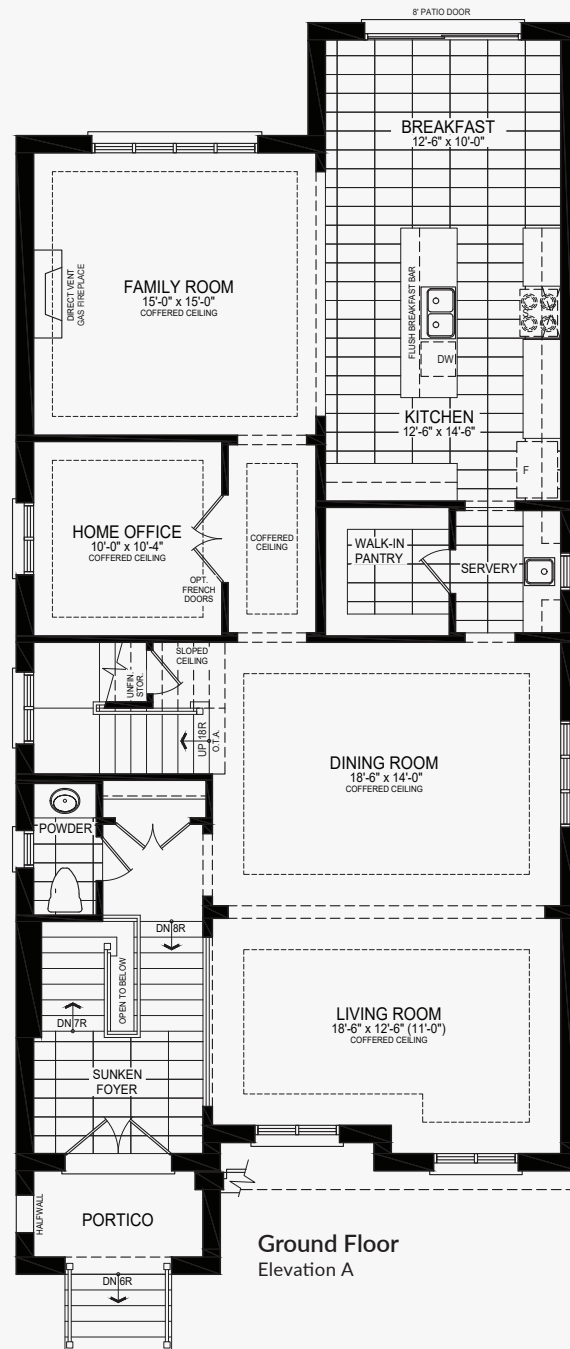 8' PATIO DOOR
BREAKFAST
12'-6" x 10'-0"
FAMILY ROOM
15'-0" x 15'-0"
COFFERED CEILING
DIRECT VENT
GAS FIREPLACE
FLUSH BREAKFAST BAR
DW
KITCHEN
12'-6" x 14'-6"
F
HOME OFFICE
10'-0" x 10'-4"
COFFERED CEILING
OPT.
FRENCH
DOORS
COFFERED
CEILING
WALK-IN
PANTRY
SERVERY
SLOPED
CEILING
UNFIN.
STOR.
UP 18R
O.T.A.
DINING ROOM
18'-6" x 14'-0"
COFFERED CEILING
POWDER
DN 8R
OPEN TO BELOW
DN 7R
LIVING ROOM
18'-6" x 12'-6" (11'-0")
COFFERED CEILING
SUNKEN
FOYER
HALFWALL
PORTICO
DN 6R
Ground Floor
Elevation A